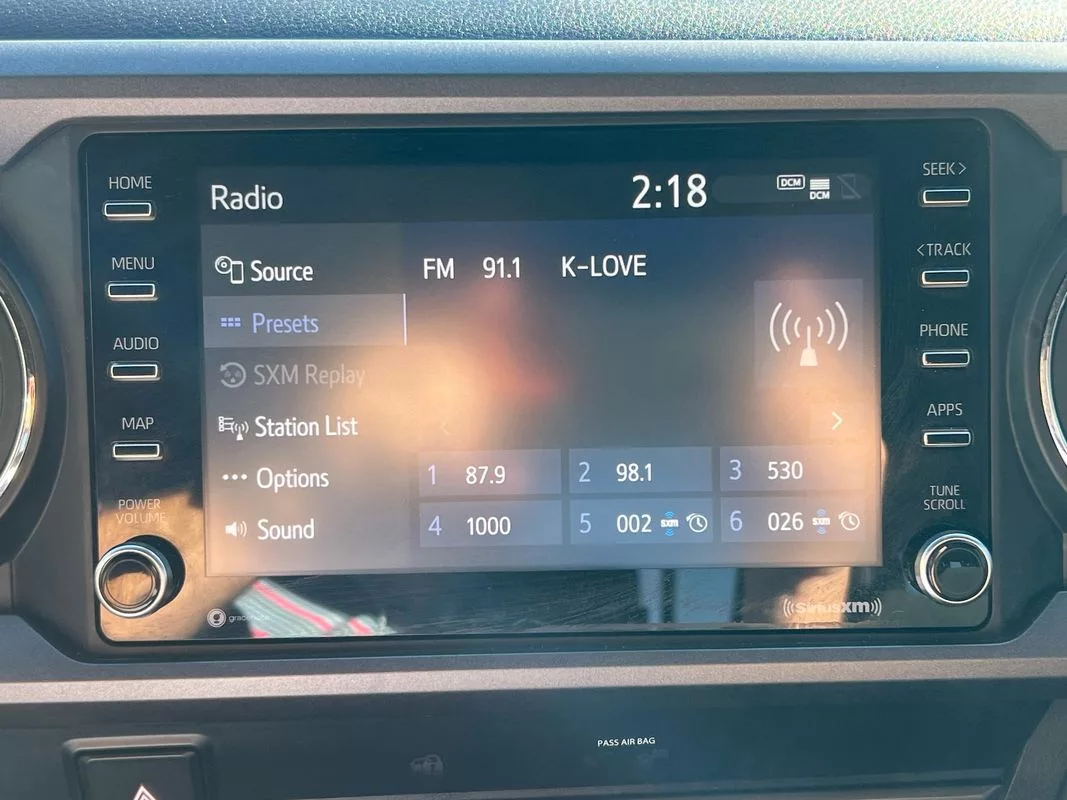 HOME
MENU
AUDIO
MAP
POWER
VOLUME
Radio
2:18
DCM
DCM
Source
Presets
SXM Replay
Station List
Options
Sound
FM 91.1 K-LOVE
1 87.9
2 98.1
3 530
4 1000
5 002 SXM
6 026 SXM
SEEK >
< TRACK
PHONE
APPS
TUNE
SCROLL
gracenote
((SiriusXM))
PASS AIR BAG